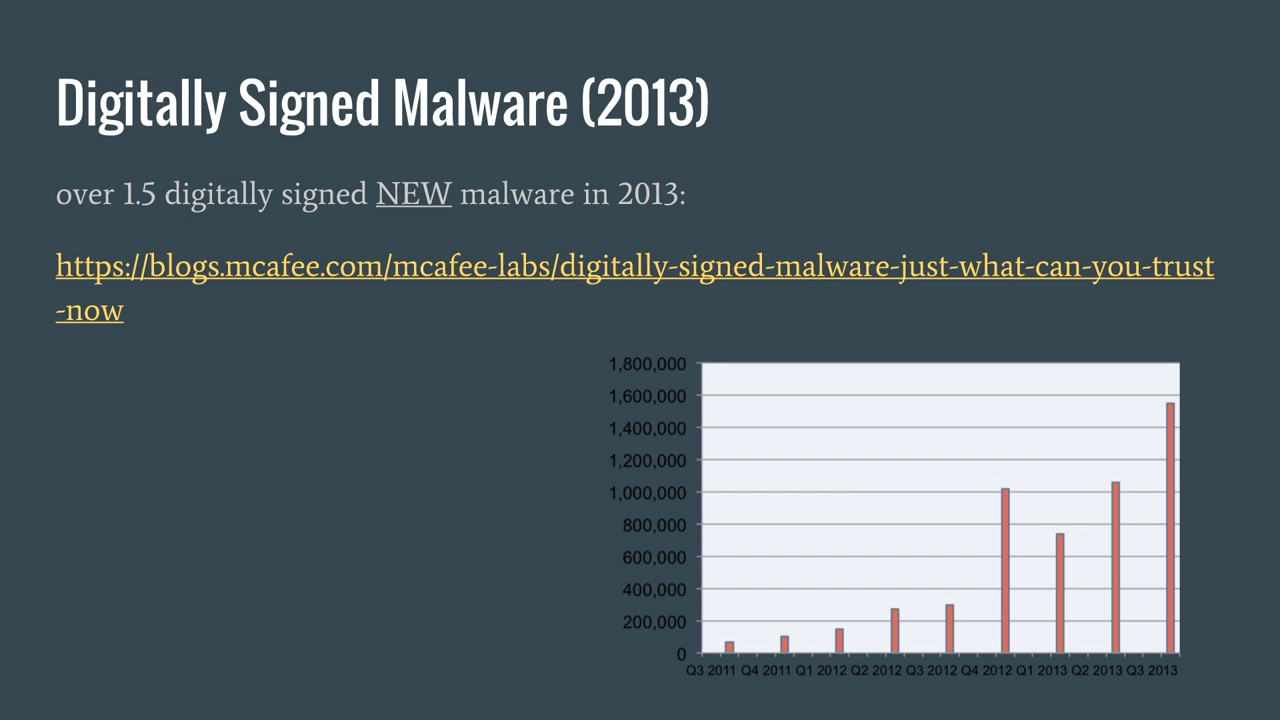 Digitally Signed Malware (2013)
over 1.5 digitally signed NEW malware in 2013:
https://blogs.mcafee.com/mcafee-labs/digitally-signed-malware-just-what-can-you-trust
-now
1,800,000
1,600,000
1,400,000
1,200,000
1,000,000
800,000
600,000
400,000
200,000
0
Q3 2011 Q4 2011 Q1 2012 Q2 2012 Q3 2012 Q4 2012 Q1 2013 Q2 2013 Q3 2013